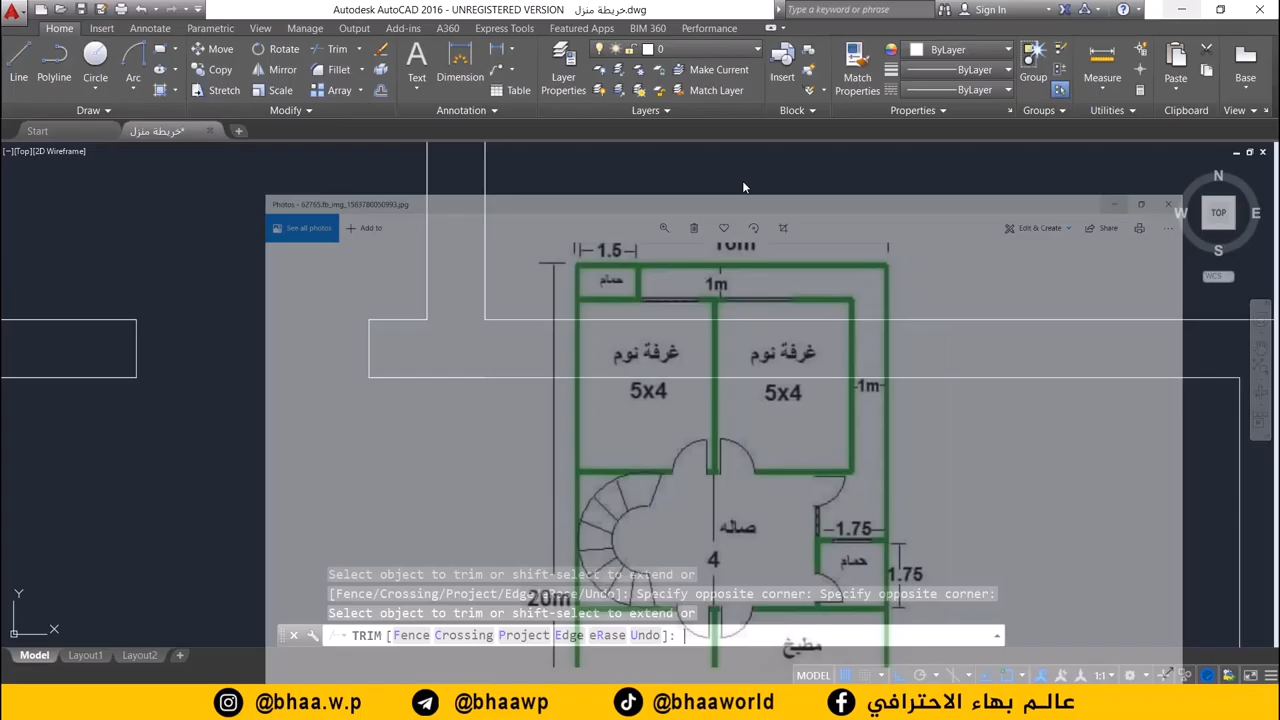 Autodesk AutoCAD 2016 - UNREGISTERED VERSION خريطة منزل.dwg
Type a keyword or phrase
Sign In
Home Insert Annotate Parametric View Manage Output Add-ins A360 Express Tools Featured Apps BIM 360 Performance
Line Polyline Circle Arc
Move Rotate Trim
Copy Mirror Fillet
Stretch Scale Array
Text Dimension
Table
Layer Properties
0
Make Current
Match Layer
Insert
Match Properties
ByLayer
ByLayer
ByLayer
Group
Measure
Paste
Base
Draw Modify Annotation Layers Block Properties Groups Utilities Clipboard View
Start
خريطة منزل*
[−][Top][2D Wireframe]
N
W TOP E
S
WCS
Photos - 62765.fb_img_1583786050993.jpg
See all photos
Add to
Edit & Create
Share
10m
1.5
حمام
1m
غرفة نوم
غرفة نوم
5x4
5x4
1m
صاله
1.75
4
حمام
1.75
20m
مطبخ
Select object to trim or shift-select to extend or
[Fence/Crossing/Project/Edge/eRase/Undo]: Specify opposite corner: Specify opposite corner:
Select object to trim or shift-select to extend or
TRIM [Fence Crossing Project Edge eRase Undo]:
Y
X
Model Layout1 Layout2
MODEL
1:1
@bhaa.w.p
@bhaawp
@bhaaworld
عالم بهاء الاحترافي